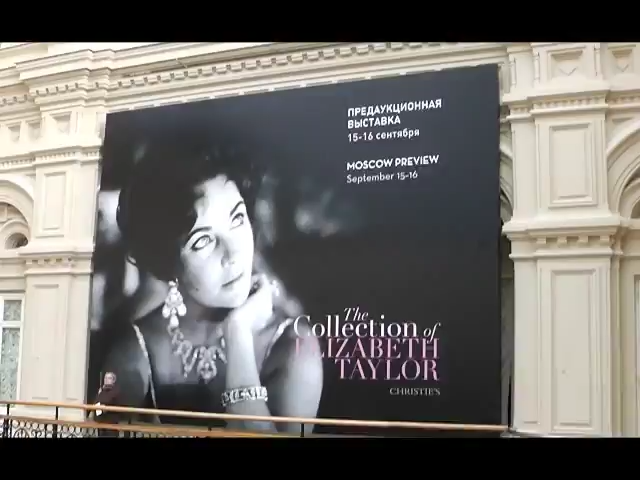 ПРЕДАУКЦИОННАЯ
ВЫСТАВКА
15-16 сентября
MOSCOW PREVIEW
September 15-16
The
Collection of
ELIZABETH
TAYLOR
CHRISTIE'S